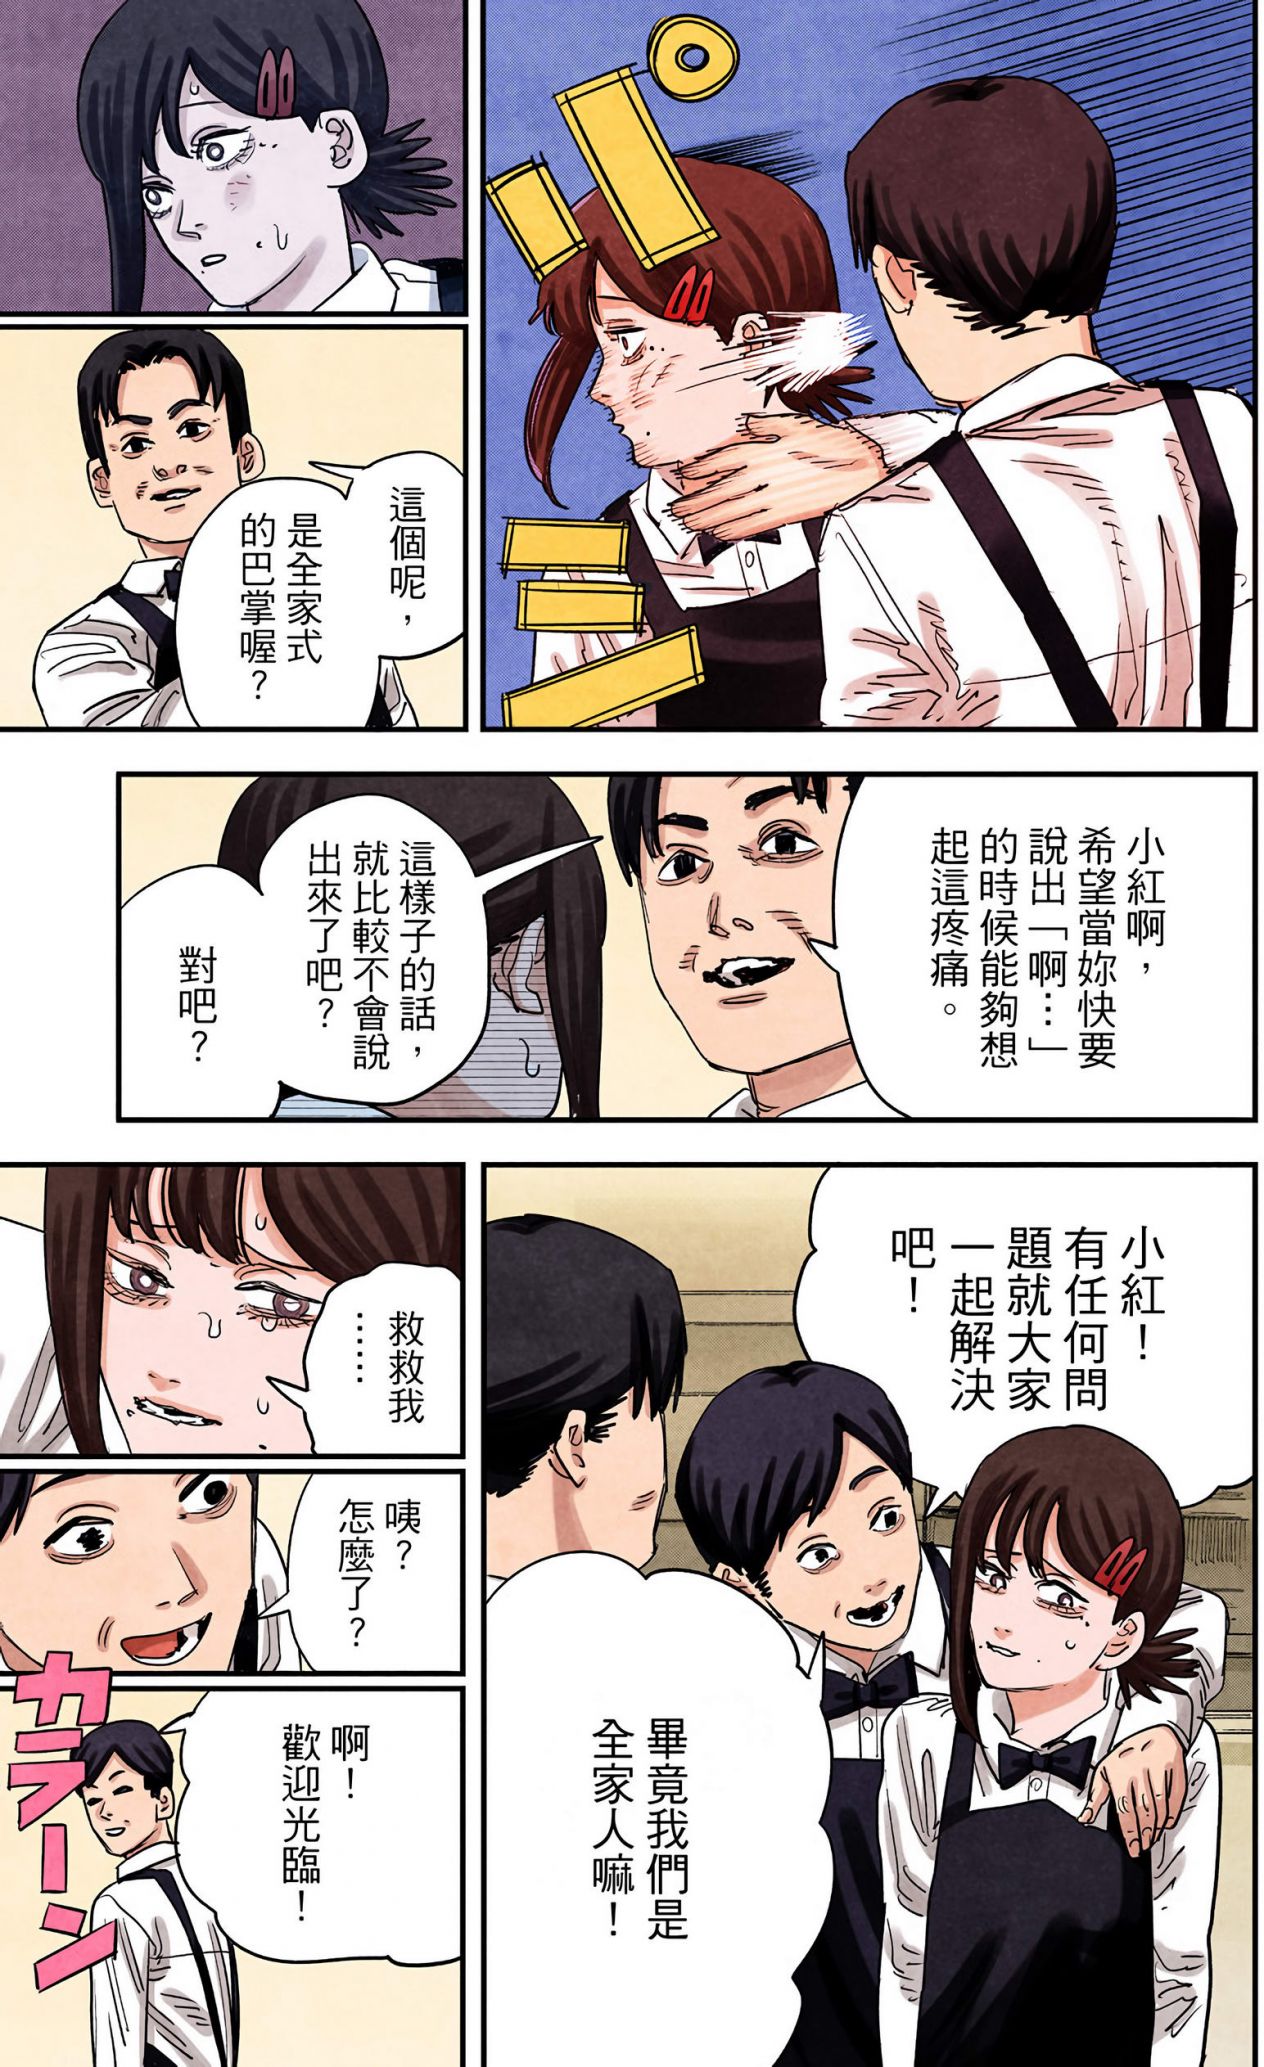 這個呢，
是全家式
的巴掌喔？
小紅啊，
希望當妳快要
說出「啊…」
的時候能夠想
起這疼痛。
這樣子的話，
就比較不會說
出來了吧？
對吧？
小紅！
有任何問
題就大家
一起解決
吧！
畢竟我們是
全家人嘛！
救救我
……
咦？
怎麼了？
啊！
歡迎光臨！
カラーン